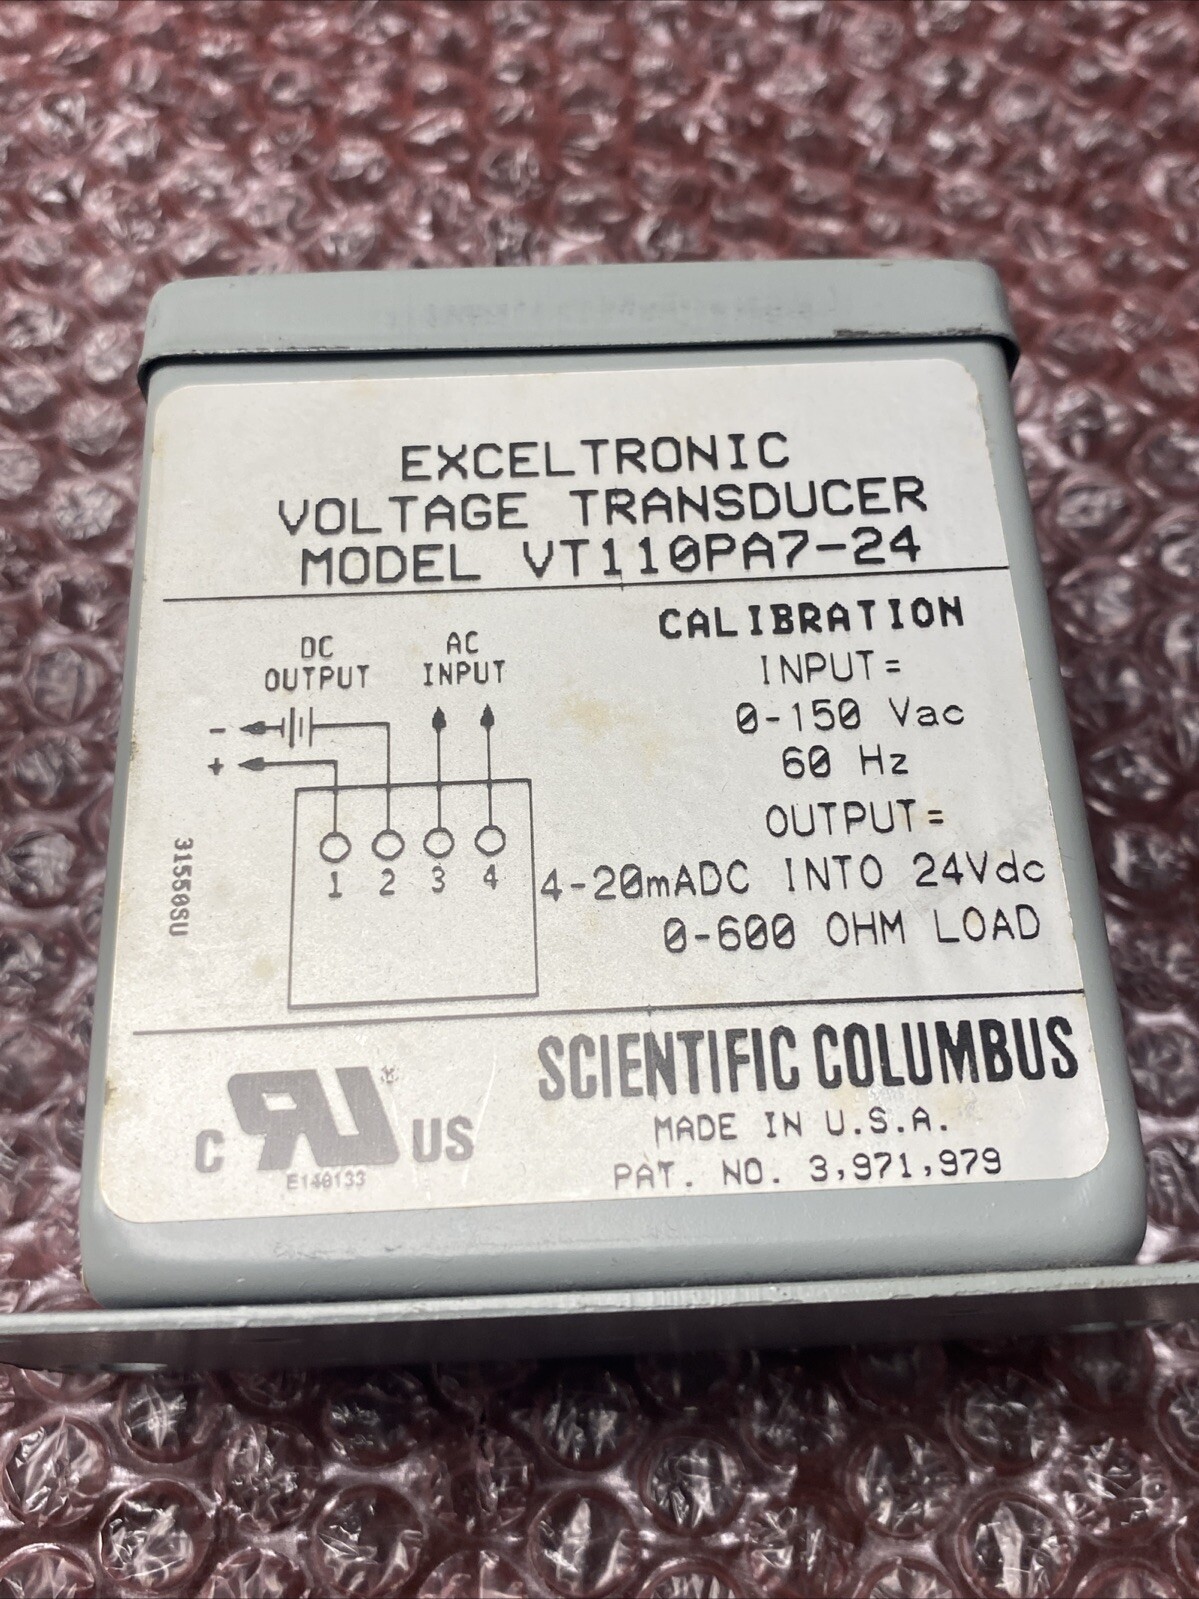 EXCELTRONIC
VOLTAGE TRANSDUCER
MODEL VT110PA7-24
DC
OUTPUT
AC
INPUT
-
+
1 2 3 4
31550SU
CALIBRATION
INPUT=
0-150 Vac
60 Hz
OUTPUT=
4-20mADC INTO 24Vdc
0-600 OHM LOAD
C RU ® US
E140133
SCIENTIFIC COLUMBUS
MADE IN U.S.A.
PAT. NO. 3,971,979